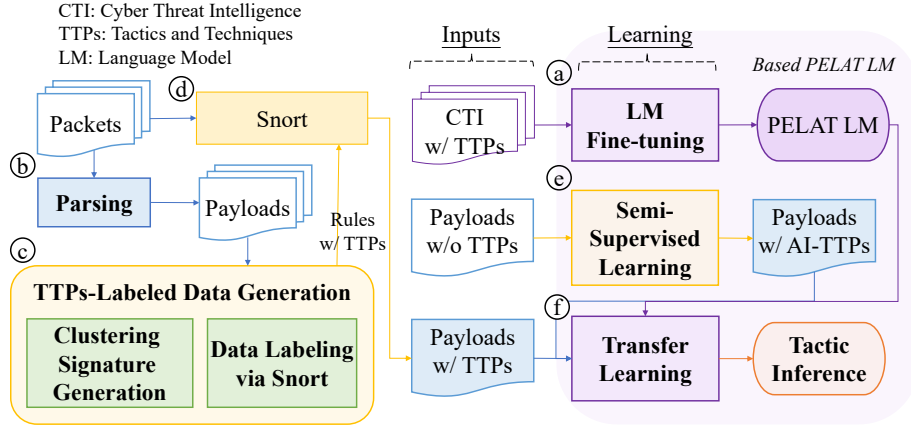 CTI: Cyber Threat Intelligence
TTPs: Tactics and Techniques
LM: Language Model
Inputs
Learning
Based PELAT LM
a
b
c
d
e
f
Packets
Snort
Parsing
Payloads
Rules
w/ TTPs
TTPs-Labeled Data Generation
Clustering
Signature
Generation
Data Labeling
via Snort
CTI
w/ TTPs
LM
Fine-tuning
PELAT LM
Payloads
w/o TTPs
Semi-
Supervised
Learning
Payloads
w/ AI-TTPs
Payloads
w/ TTPs
Transfer
Learning
Tactic
Inference